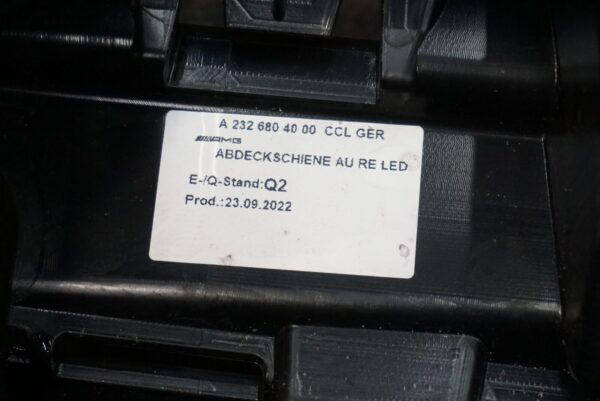 A 232 680 40 00 CCL GER
AMG
ABDECKSCHIENE AU RE LED
E-/Q-Stand:Q2
Prod.:23.09.2022